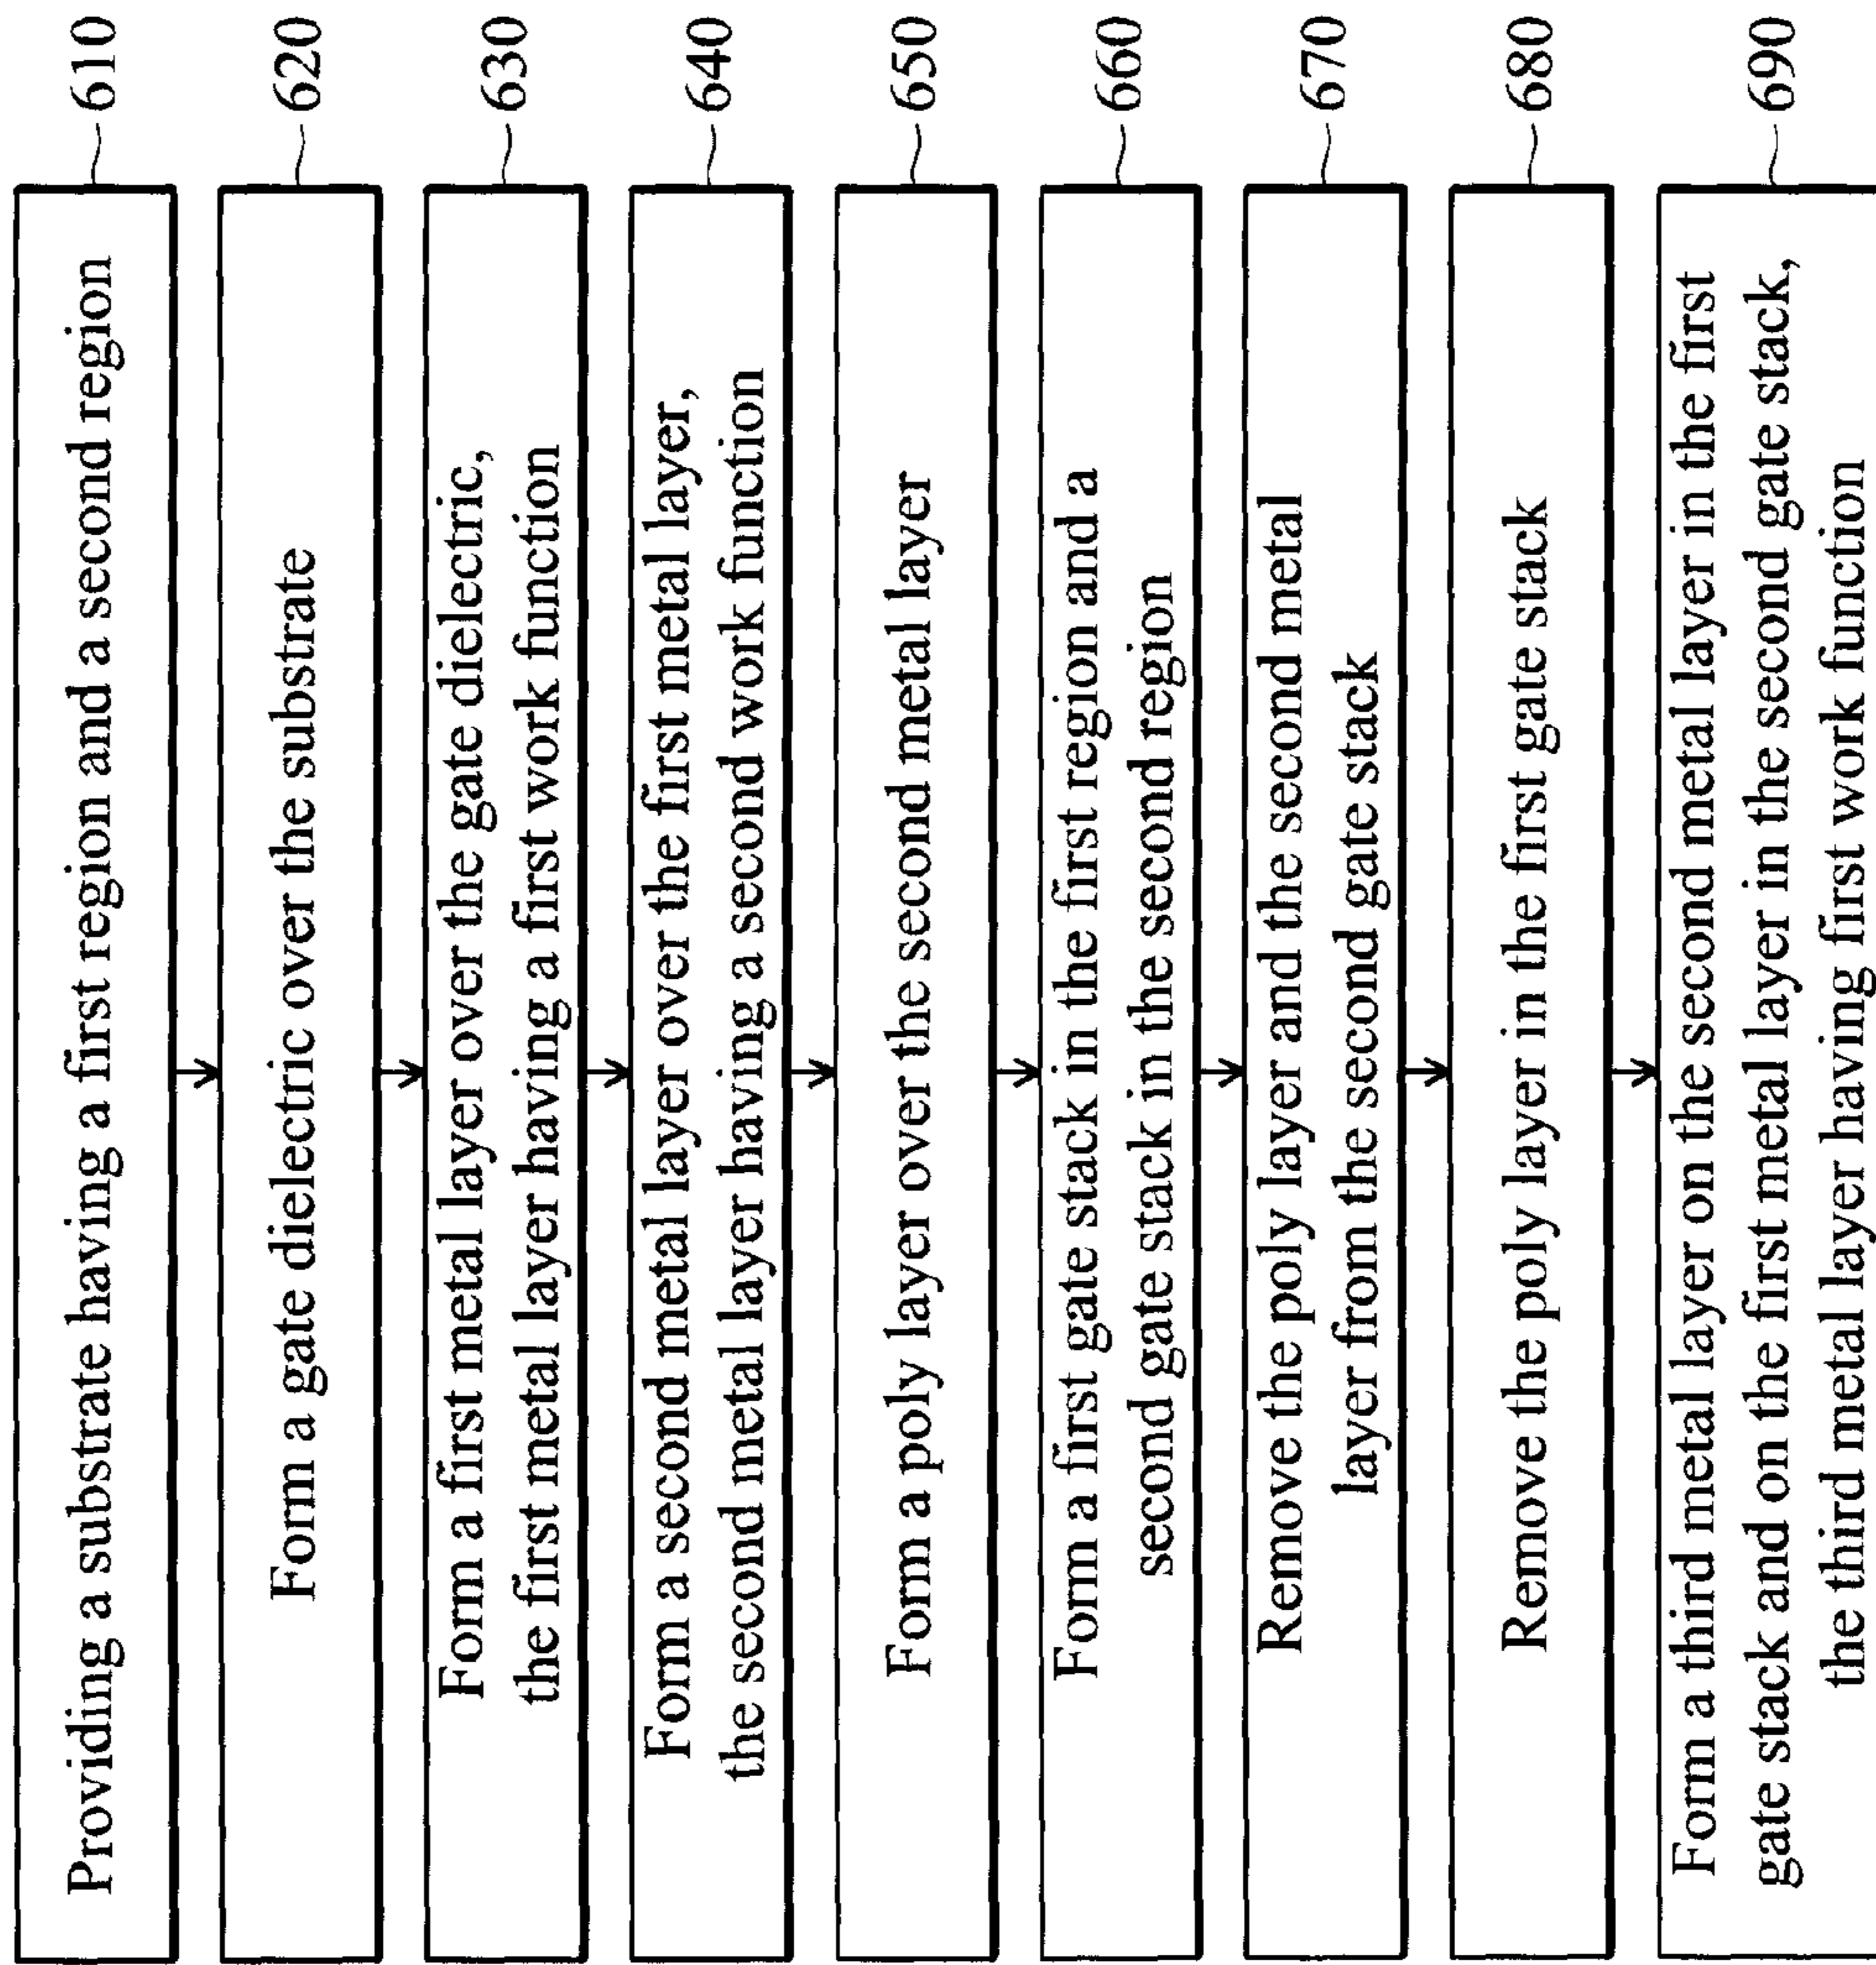 Providing a substrate having a first region and a second region
610
Form a gate dielectric over the substrate
620
Form a first metal layer over the gate dielectric,
the first metal layer having a first work function
630
Form a second metal layer over the first metal layer,
the second metal layer having a second work function
640
Form a poly layer over the second metal layer
650
Form a first gate stack in the first region and a
second gate stack in the second region
660
Remove the poly layer and the second metal
layer from the second gate stack
670
Remove the poly layer in the first gate stack
680
Form a third metal layer on the second metal layer in the first
gate stack and on the first metal layer in the second gate stack,
the third metal layer having first work function
690